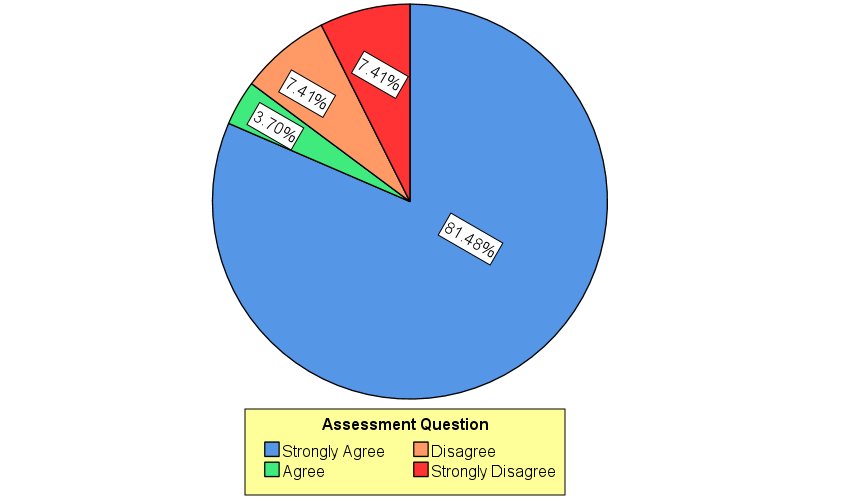 7.41%
7.41%
3.70%
81.48%
Assessment Question
Strongly Agree
Disagree
Agree
Strongly Disagree